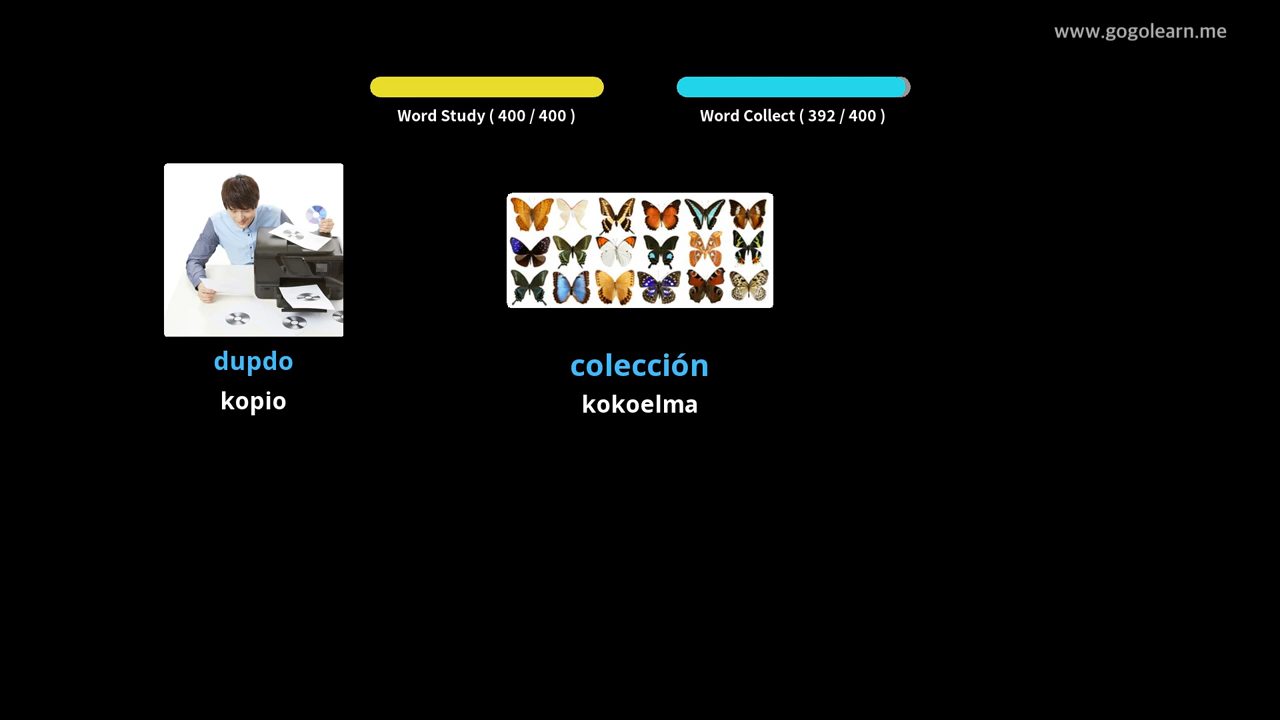 www.gogolearn.me
Word Study ( 400 / 400 )
Word Collect ( 392 / 400 )
dupdo
kopio
colección
kokoelma